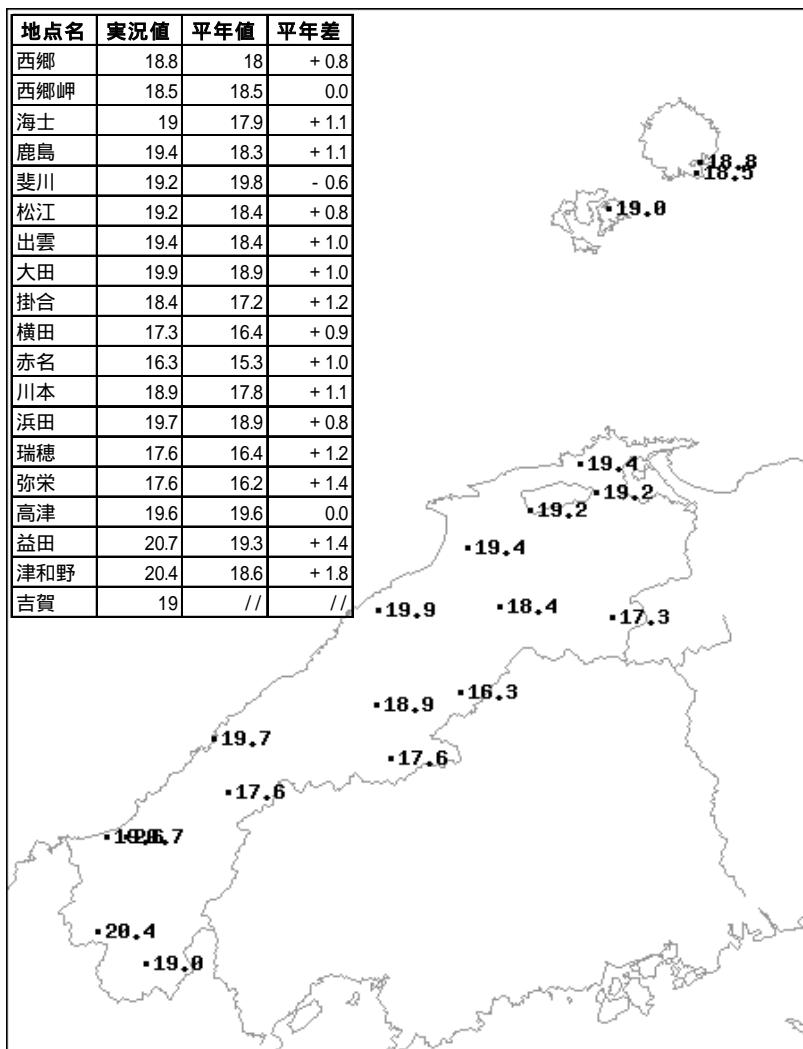 地点名 実況値 平年値 平年差
西郷 18.8 18 + 0.8
西郷岬 18.5 18.5 0.0
海士 19 17.9 + 1.1
鹿島 19.4 18.3 + 1.1
斐川 19.2 19.8 - 0.6
松江 19.2 18.4 + 0.8
出雲 19.4 18.4 + 1.0
大田 19.9 18.9 + 1.0
掛合 18.4 17.2 + 1.2
横田 17.3 16.4 + 0.9
赤名 16.3 15.3 + 1.0
川本 18.9 17.8 + 1.1
浜田 19.7 18.9 + 0.8
瑞穂 17.6 16.4 + 1.2
弥栄 17.6 16.2 + 1.4
高津 19.6 19.6 0.0
益田 20.7 19.3 + 1.4
津和野 20.4 18.6 + 1.8
吉賀 19 // //
18.8
18.5
19.0
19.4
19.2
19.2
19.4
18.4
19.9
17.3
16.3
18.9
19.7
17.6
17.6
20.4
19.0